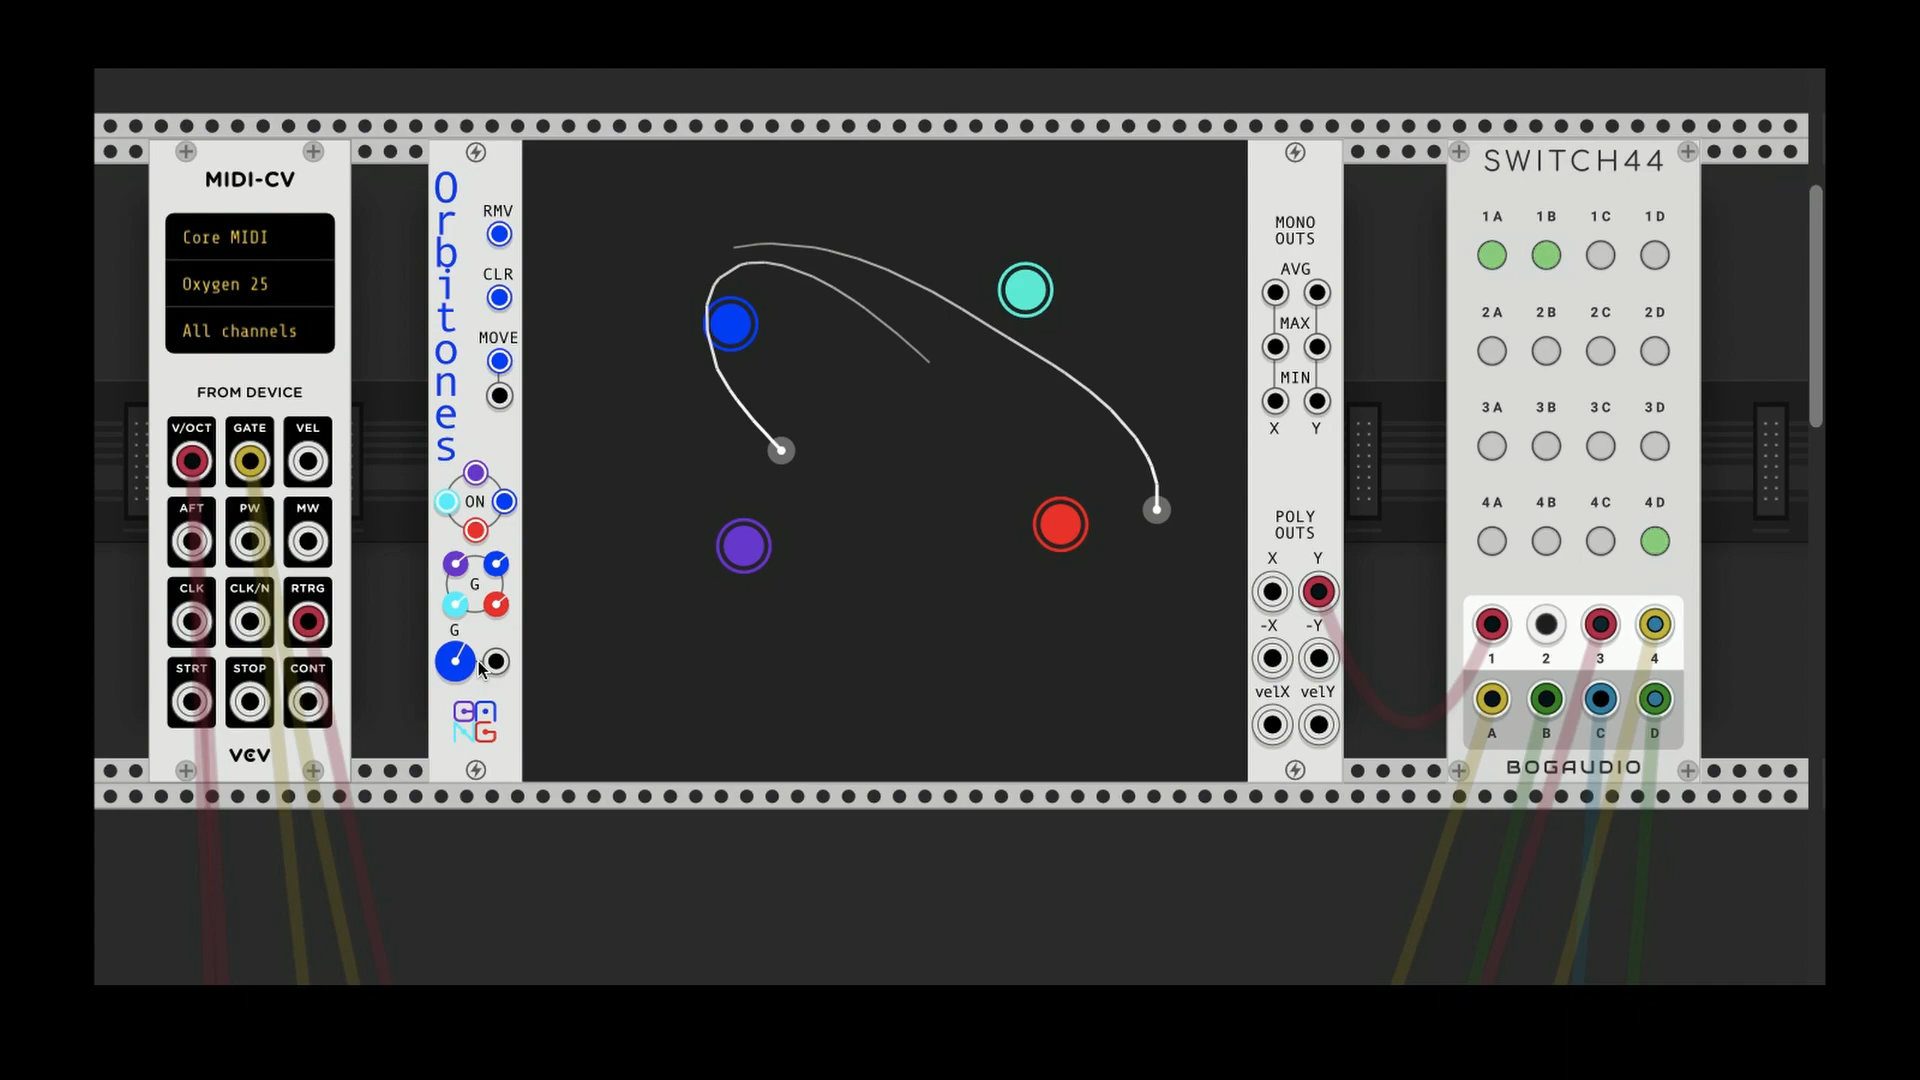 MIDI-CV
Core MIDI
Oxygen 25
All channels
FROM DEVICE
V/OCT GATE VEL
AFT PW MW
CLK CLK/N RTRG
STRT STOP CONT
VCV
Orbitones
RMV
CLR
MOVE
ON
G
G
CANG
MONO
OUTS
AVG
MAX
MIN
X Y
POLY
OUTS
X Y
-X -Y
velX velY
SWITCH44
1A 1B 1C 1D
2A 2B 2C 2D
3A 3B 3C 3D
4A 4B 4C 4D
1 2 3 4
A B C D
BOGAUDIO